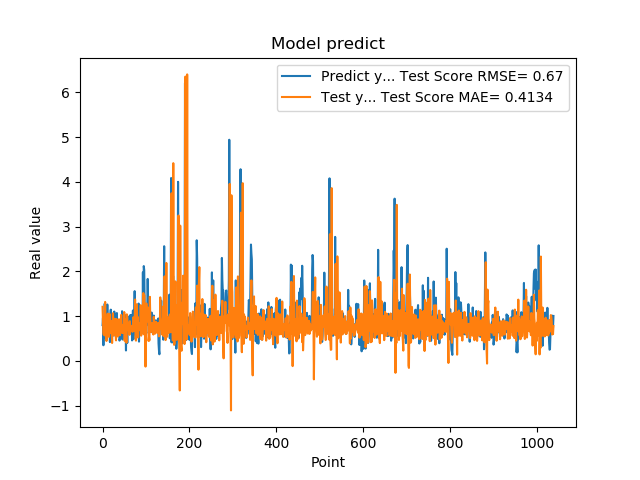 Model predict
Predict y... Test Score RMSE= 0.67
Test y... Test Score MAE= 0.4134
6
5
4
3
2
1
0
−1
Real value
0 200 400 600 800 1000
Point